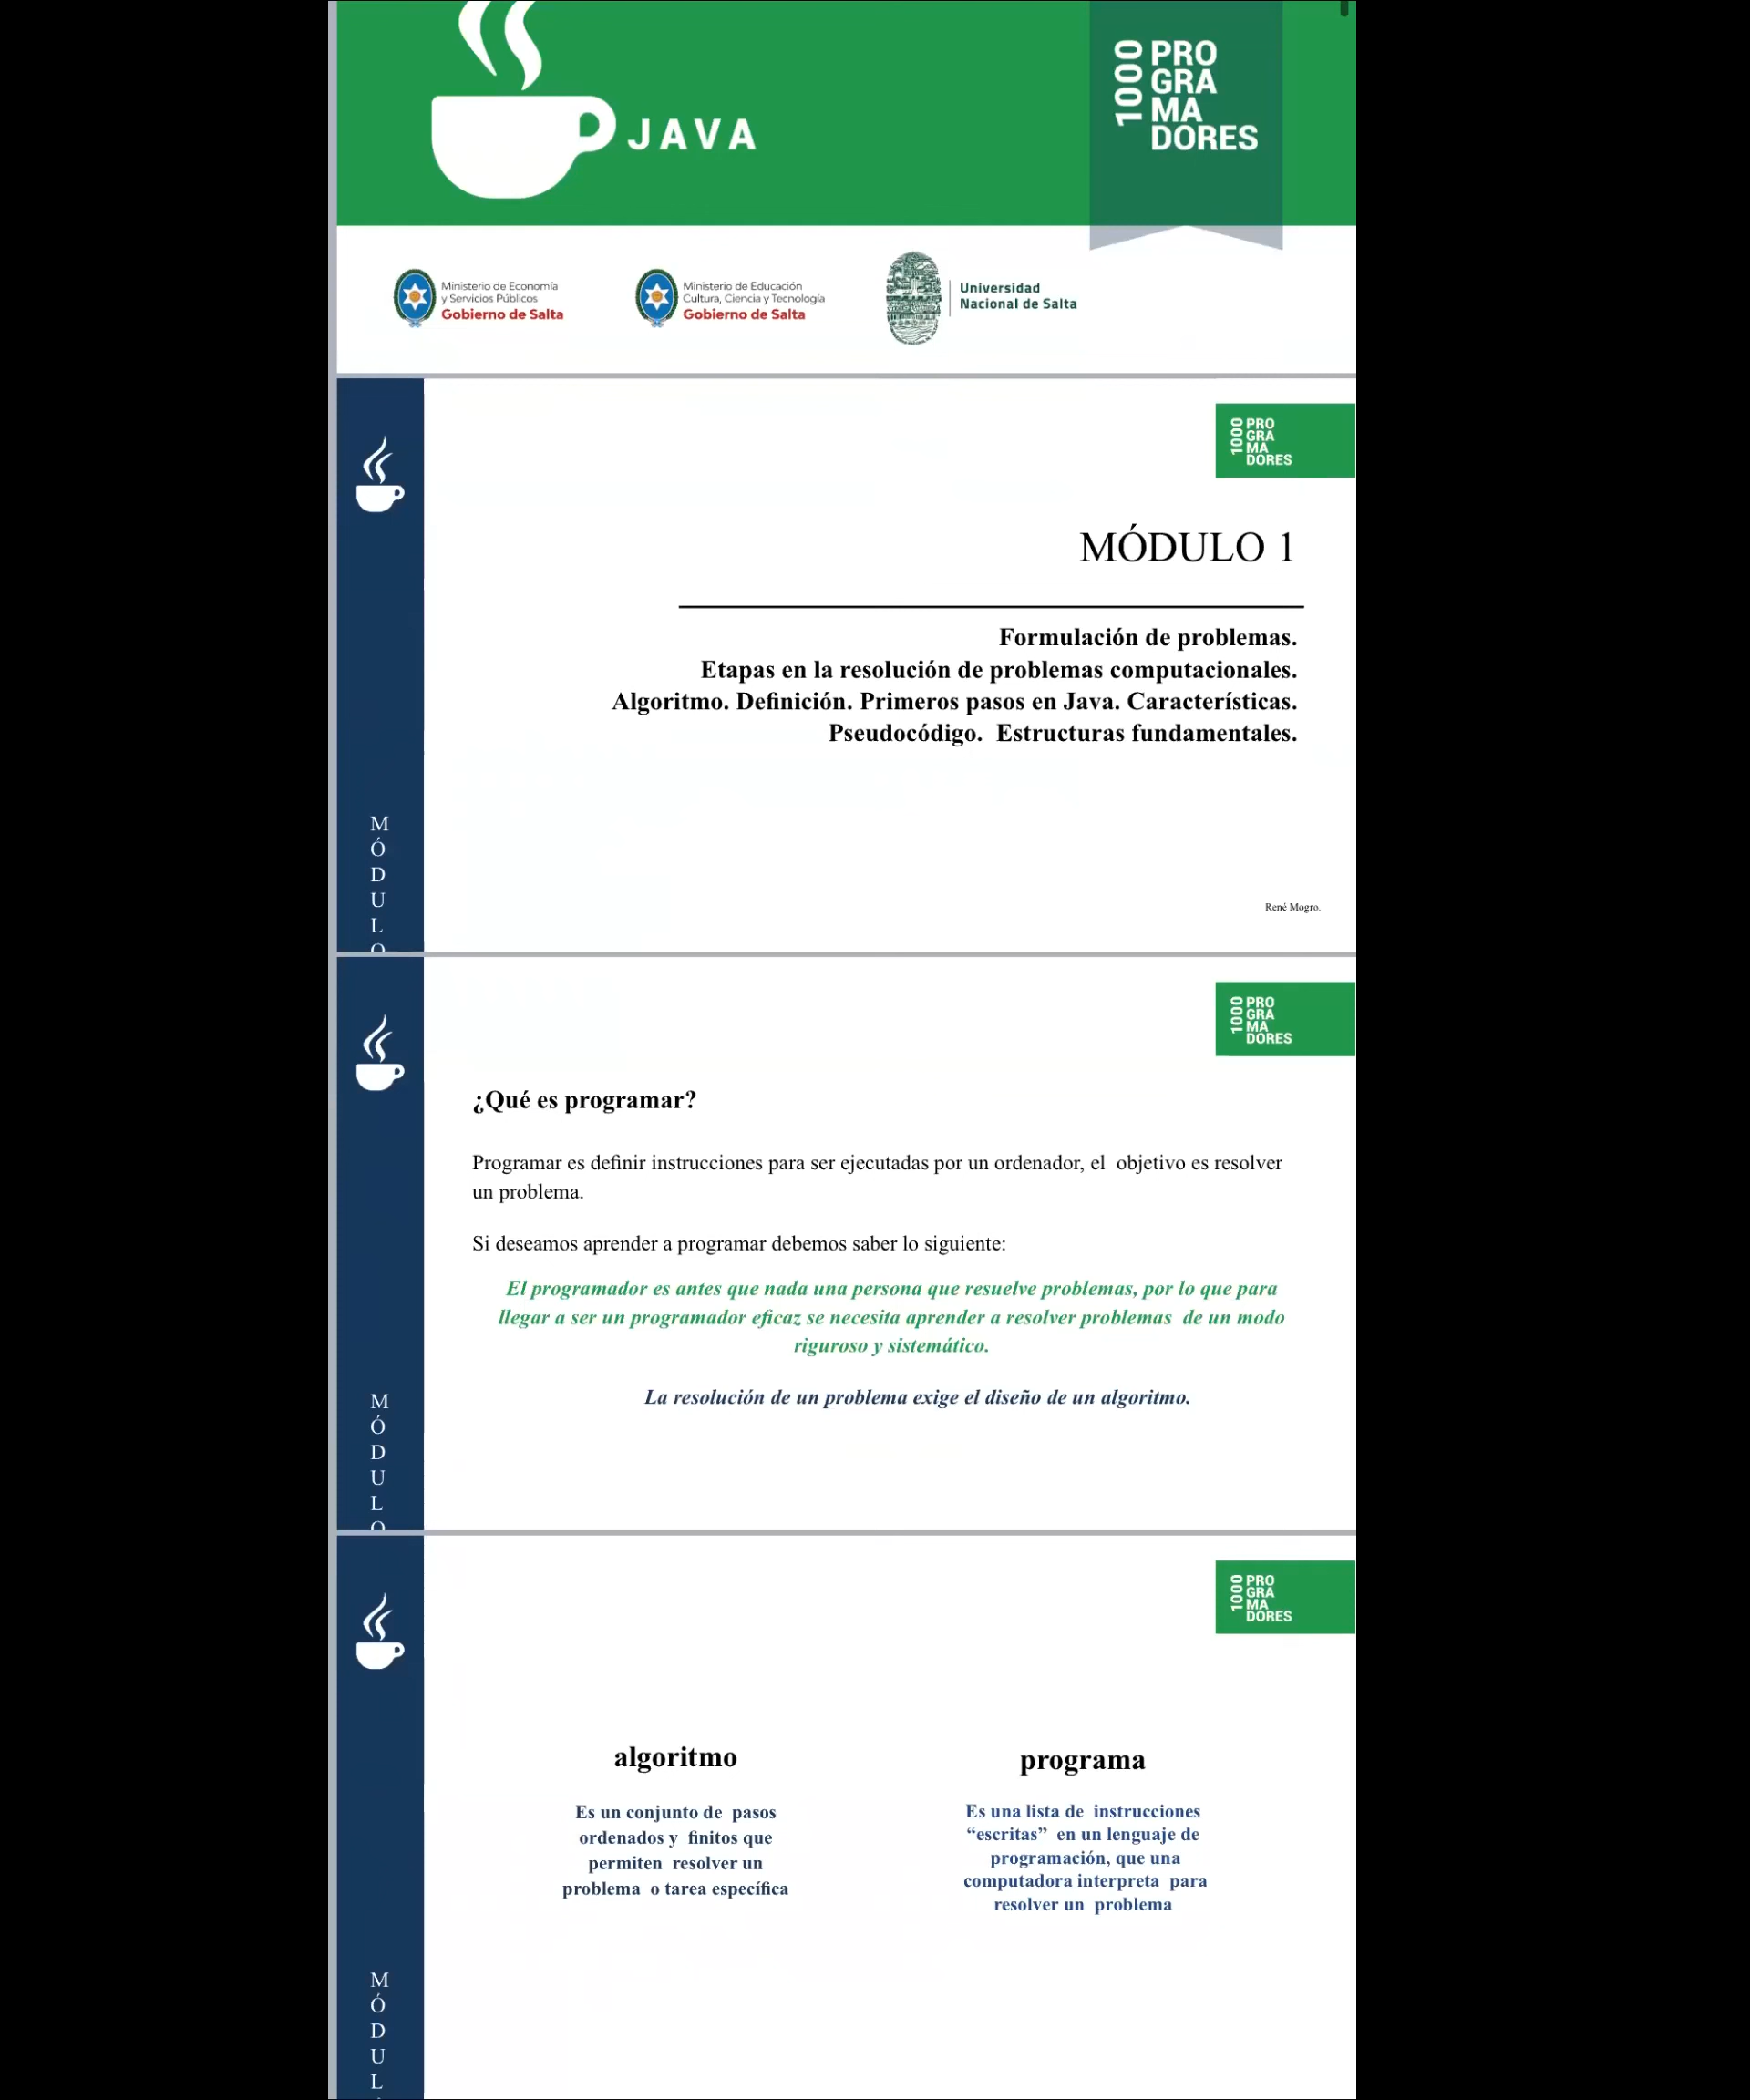 JAVA
1000
PRO
GRA
MA
DORES
Ministerio de Economía
y Servicios Públicos
Gobierno de Salta
Ministerio de Educación
Cultura, Ciencia y Tecnología
Gobierno de Salta
Universidad
Nacional de Salta
1000
PRO
GRA
MA
DORES
MÓDULO 1
Formulación de problemas.
Etapas en la resolución de problemas computacionales.
Algoritmo. Definición. Primeros pasos en Java. Características.
Pseudocódigo.  Estructuras fundamentales.
M
Ó
D
U
L
O
René Mogro.
1000
PRO
GRA
MA
DORES
¿Qué es programar?
Programar es definir instrucciones para ser ejecutadas por un ordenador, el  objetivo es resolver
un problema.
Si deseamos aprender a programar debemos saber lo siguiente:
El programador es antes que nada una persona que resuelve problemas, por lo que para
llegar a ser un programador eficaz se necesita aprender a resolver problemas  de un modo
riguroso y sistemático.
La resolución de un problema exige el diseño de un algoritmo.
M
Ó
D
U
L
O
1000
PRO
GRA
MA
DORES
algoritmo
Es un conjunto de  pasos
ordenados y  finitos que
permiten  resolver un
problema  o tarea específica
programa
Es una lista de  instrucciones
“escritas”  en un lenguaje de
programación, que una
computadora interpreta  para
resolver un  problema
M
Ó
D
U
L